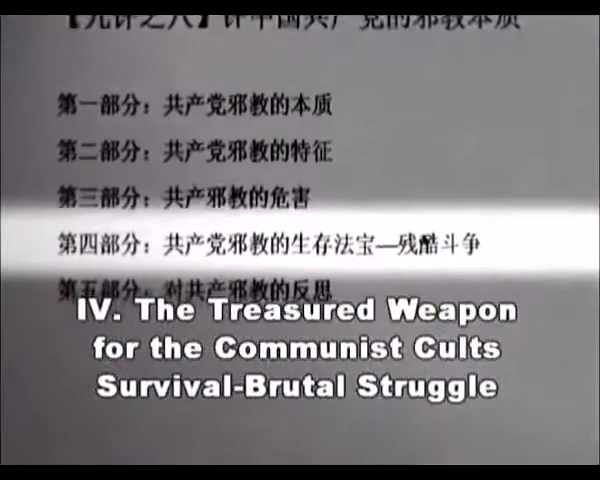 【九评之八】评中国共产党的邪教本质
第一部分：共产党邪教的本质
第二部分：共产党邪教的特征
第三部分：共产邪教的危害
第四部分：共产党邪教的生存法宝—残酷斗争
第五部分：对共产邪教的反思
IV. The Treasured Weapon
for the Communist Cults
Survival-Brutal Struggle